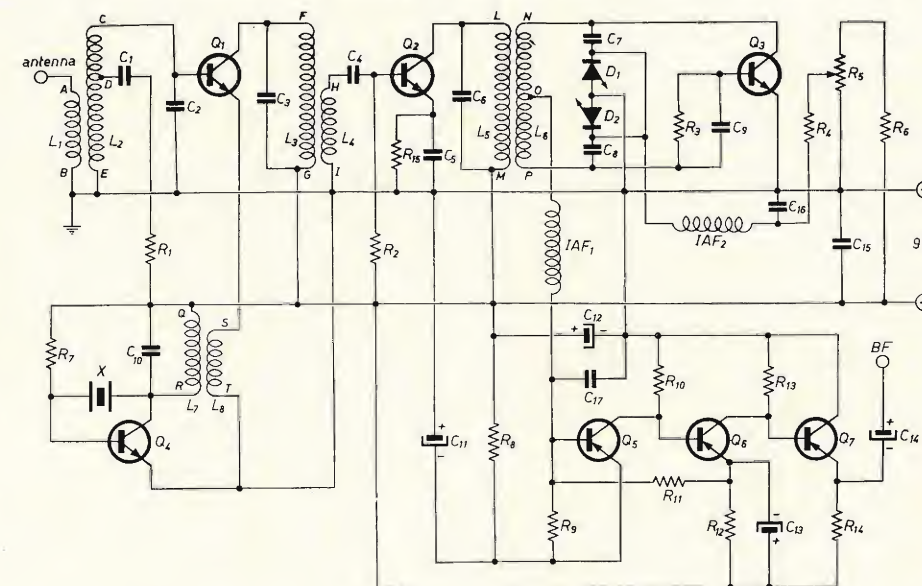 C F L N
C₇
antenna
A
C₁
D
Q₁
H C₄
Q₂
O
D₁
Q₃
R₅
L₁ L₂
C₂
C₃
L₃ L₄
C₆
L₅ L₆
D₂
R₃
C₉
R₄
R₆
B E
G I
R₁₅
C₅
M P
C₈
C₁₆
R₁
R₂
IAF₁
IAF₂
C₁₅
9
Q S
C₁₂
+ -
BF
R₇
X
C₁₀
R T
L₇ L₈
C₁₇
R₁₀
R₁₃
Q₄
+
C₁₁
-
R₈
Q₅
Q₆
Q₇
+
C₁₄
-
R₁₁
R₉
R₁₂
-
C₁₃
+
R₁₄